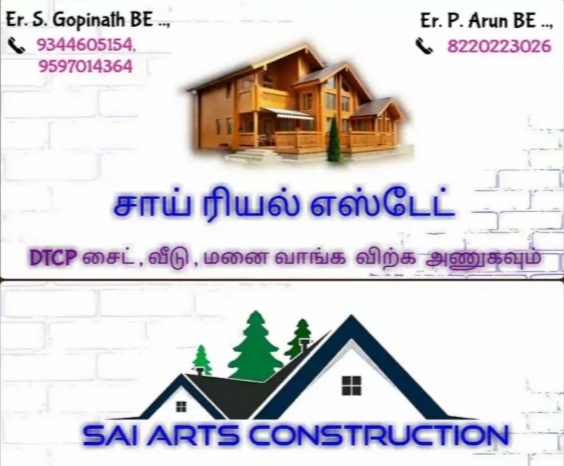 Er. S. Gopinath BE ..,
9344605154,
9597014364
Er. P. Arun BE ..,
8220223026
சாய் ரியல் எஸ்டேட்
DTCP சைட் , வீடு , மனை வாங்க விற்க அணுகவும்
SAI ARTS CONSTRUCTION